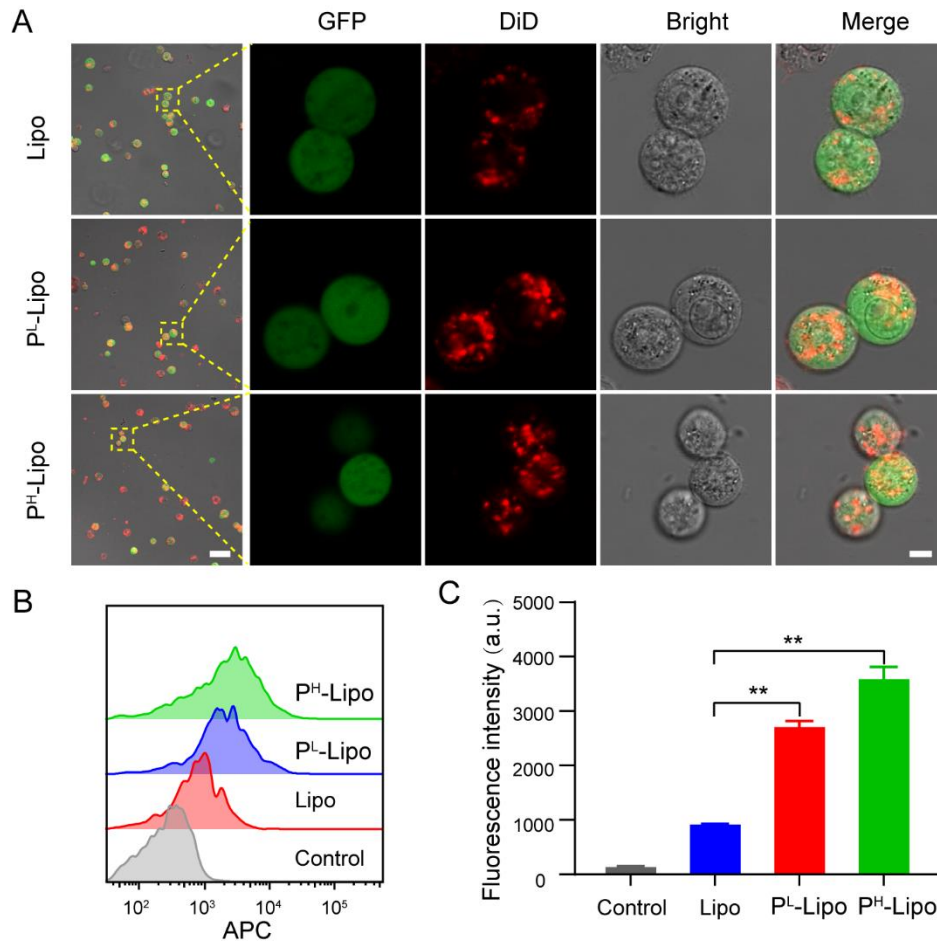 A
GFP DiD Bright Merge
Lipo
Pᴸ-Lipo
Pᴴ-Lipo
B
Pᴴ-Lipo
Pᴸ-Lipo
Lipo
Control
10² 10³ 10⁴ 10⁵
APC
C
Fluorescence intensity (a.u.)
5000
4000
3000
2000
1000
0
**
**
Control Lipo Pᴸ-Lipo Pᴴ-Lipo